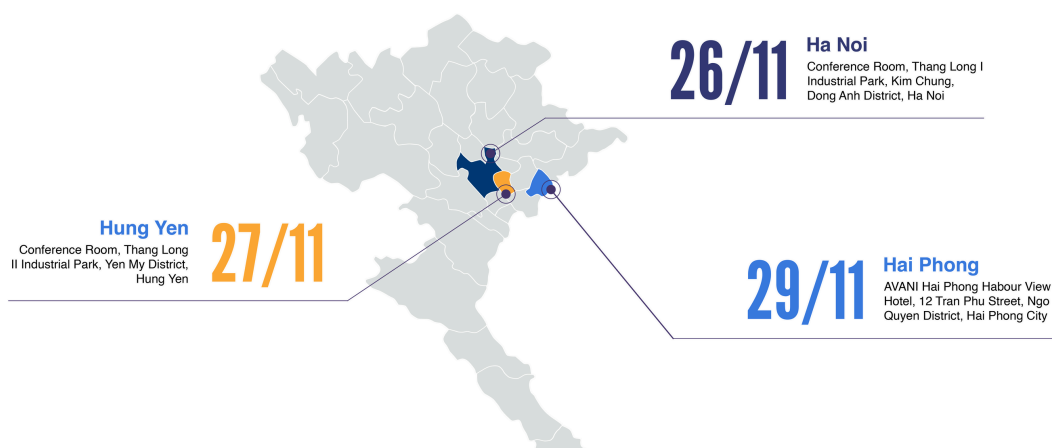 26/11
Ha Noi
Conference Room, Thang Long I
Industrial Park, Kim Chung,
Dong Anh District, Ha Noi
Hung Yen
Conference Room, Thang Long
II Industrial Park, Yen My District,
Hung Yen
27/11
29/11
Hai Phong
AVANI Hai Phong Habour View
Hotel, 12 Tran Phu Street, Ngo
Quyen District, Hai Phong City